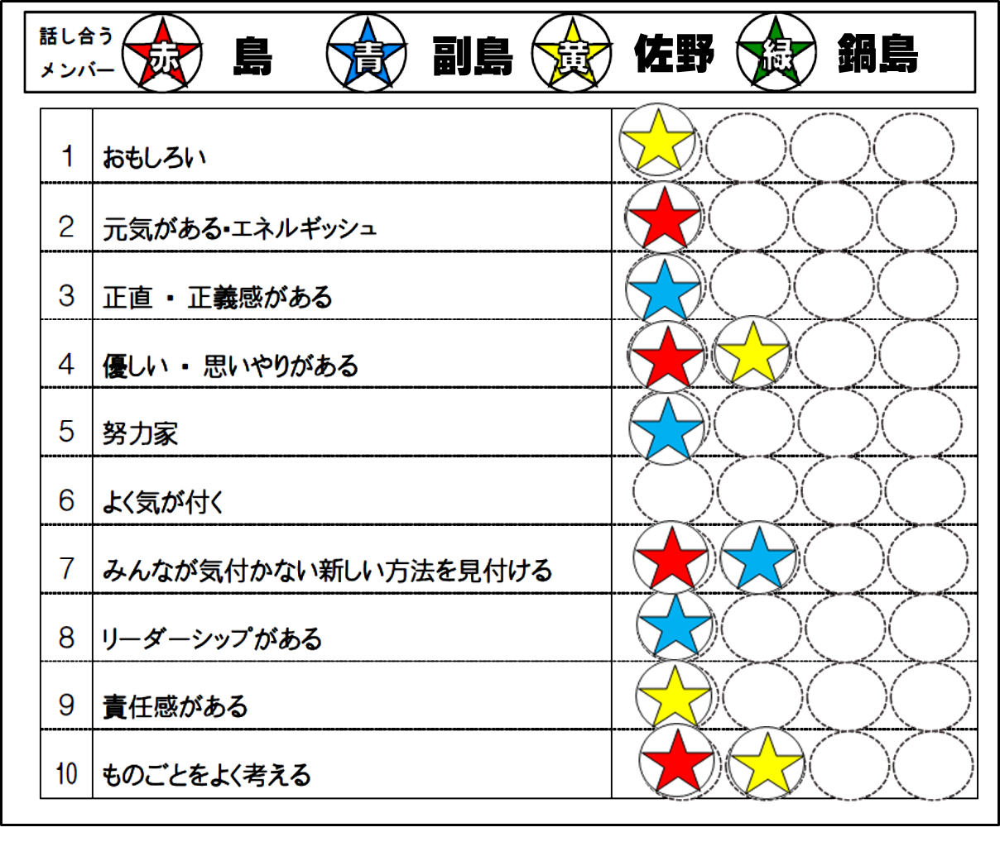 話し合う
メンバー
赤 島 青 副島 黄 佐野 緑 鍋島
1 おもしろい
2 元気がある・エネルギッシュ
3 正直 ・ 正義感がある
4 優しい ・ 思いやりがある
5 努力家
6 よく気が付く
7 みんなが気付かない新しい方法を見付ける
8 リーダーシップがある
9 責任感がある
10 ものごとをよく考える